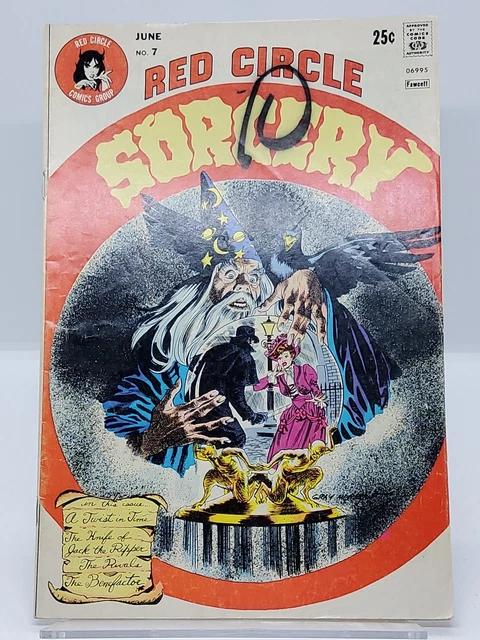 RED CIRCLE
COMICS GROUP
JUNE
NO. 7
25¢
APPROVED
BY THE
COMICS
CODE
AUTHORITY
06995
Fawcett
RED CIRCLE
SORCERY
GRAY MORROW
in this issue
A Twist in Time
The Knife of
Jack the Ripper
The Rivals
The Benefactor